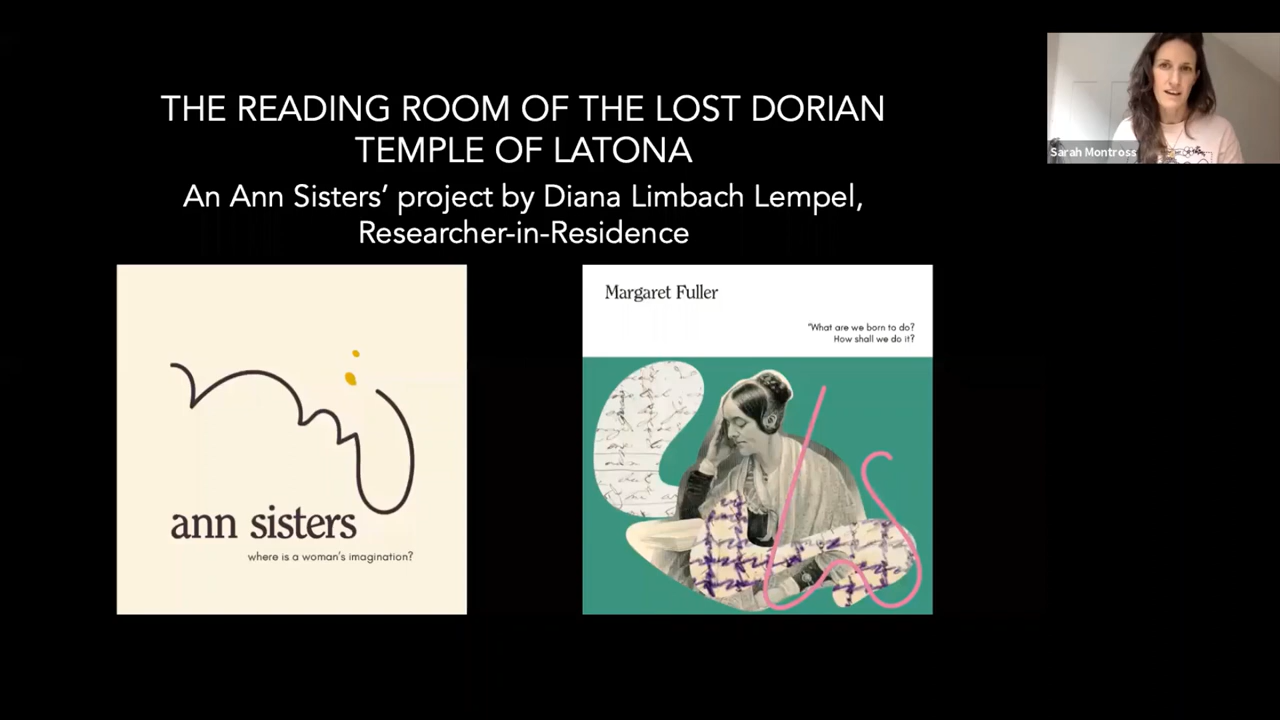 THE READING ROOM OF THE LOST DORIAN
TEMPLE OF LATONA
An Ann Sisters' project by Diana Limbach Lempel,
Researcher-in-Residence
Sarah Montross
Margaret Fuller
"What are we born to do?
How shall we do it?
ann sisters
where is a woman's imagination?